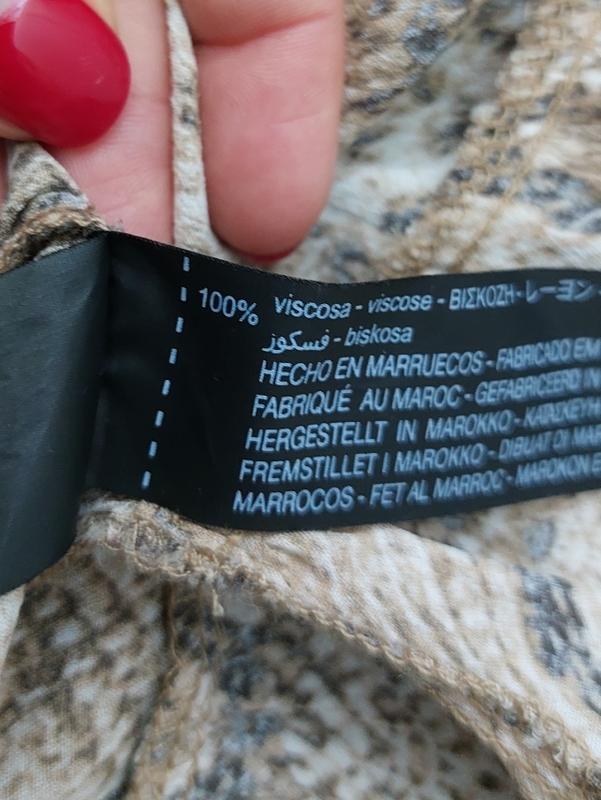 100% viscosa - viscose - ΒΙΣΚΟΖΗ - レーヨン -
فسكوز - biskosa
HECHO EN MARRUECOS - FABRICADO EM
FABRIQUÉ AU MAROC - GEFABRICEERD IN
HERGESTELLT IN MAROKKO -
FREMSTILLET I MAROKKO - DIBUAT DI
MARROCOS - FET AL MARROC - MAROKON